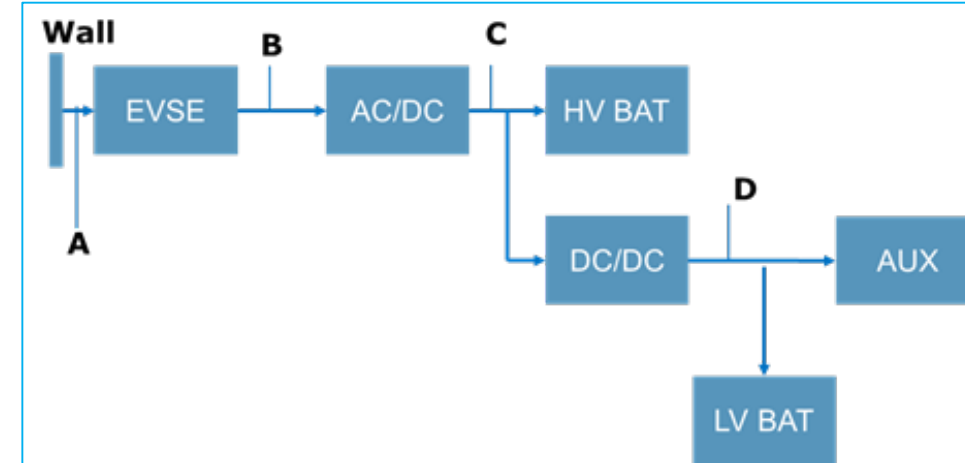 Wall
B
C
EVSE
AC/DC
HV BAT
A
D
DC/DC
AUX
LV BAT